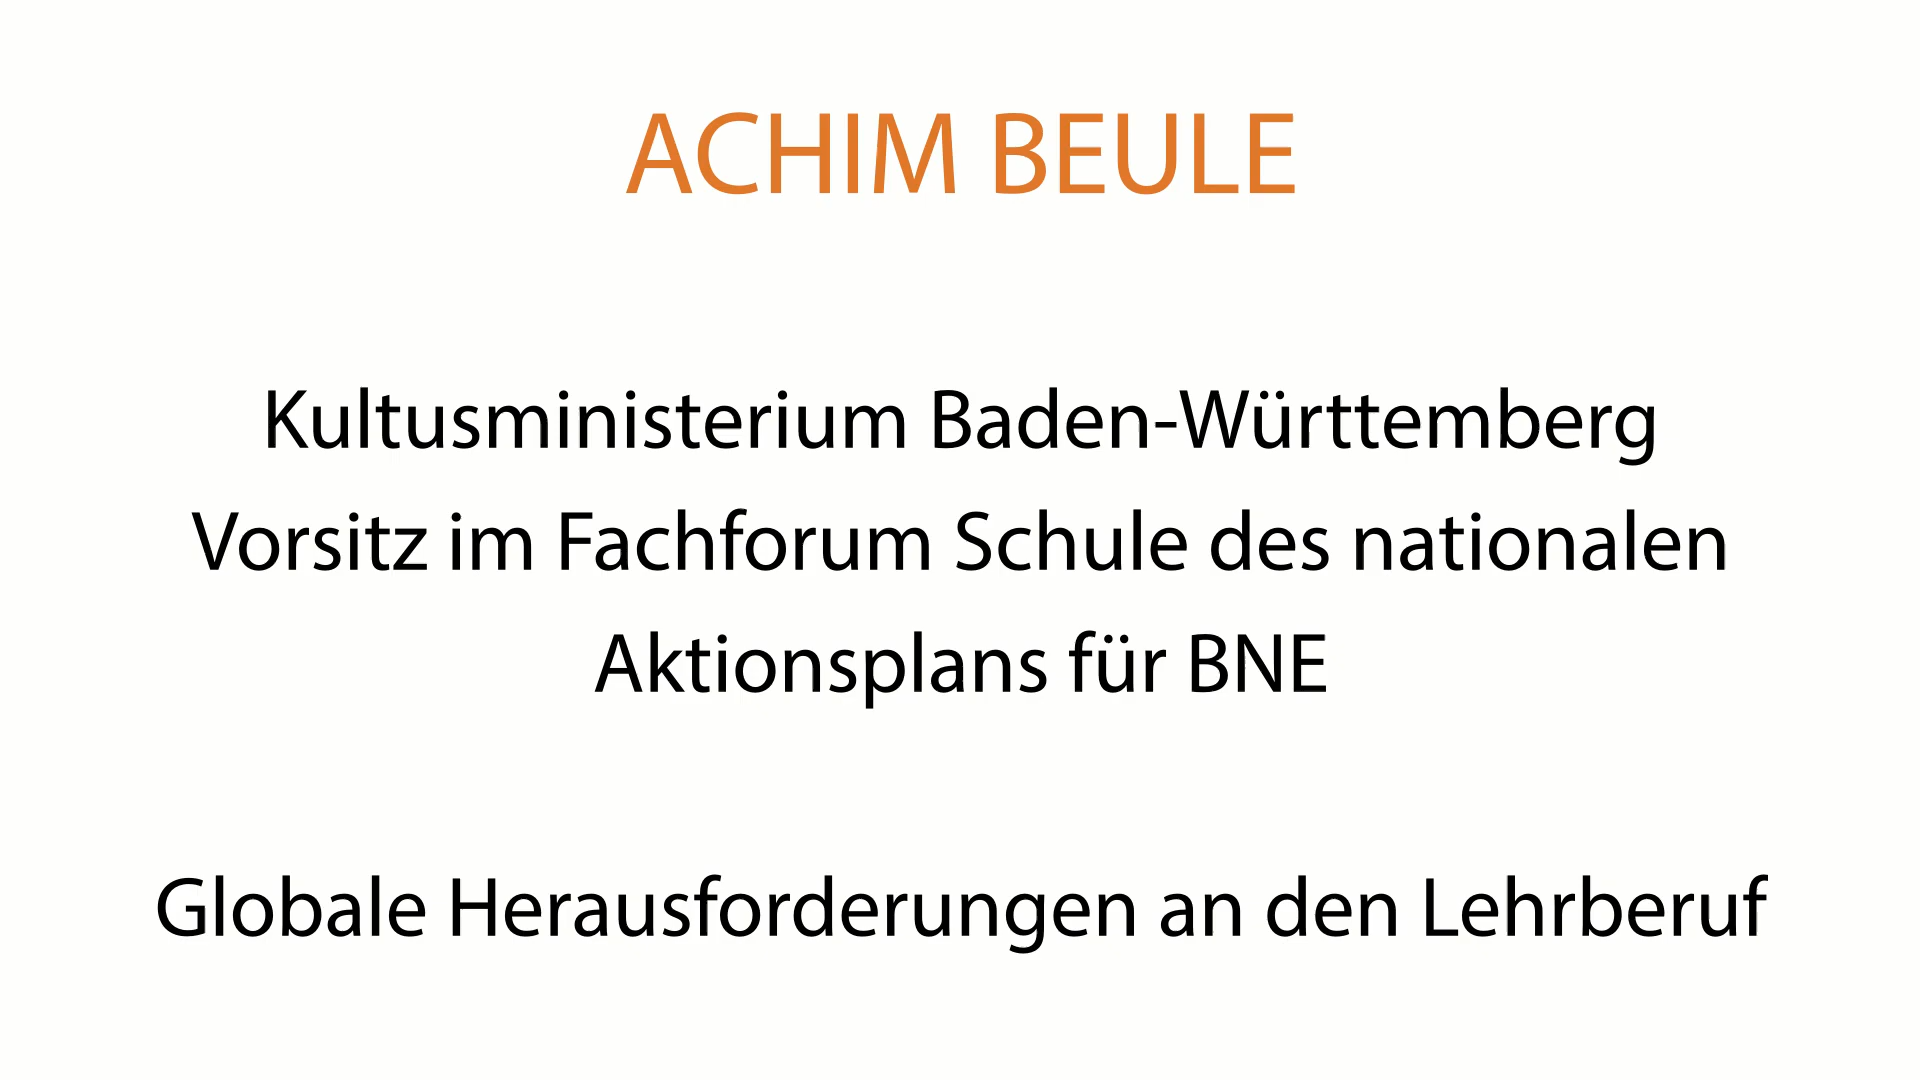 ACHIM BEULE
Kultusministerium Baden-Württemberg
Vorsitz im Fachforum Schule des nationalen
Aktionsplans für BNE
Globale Herausforderungen an den Lehrberuf